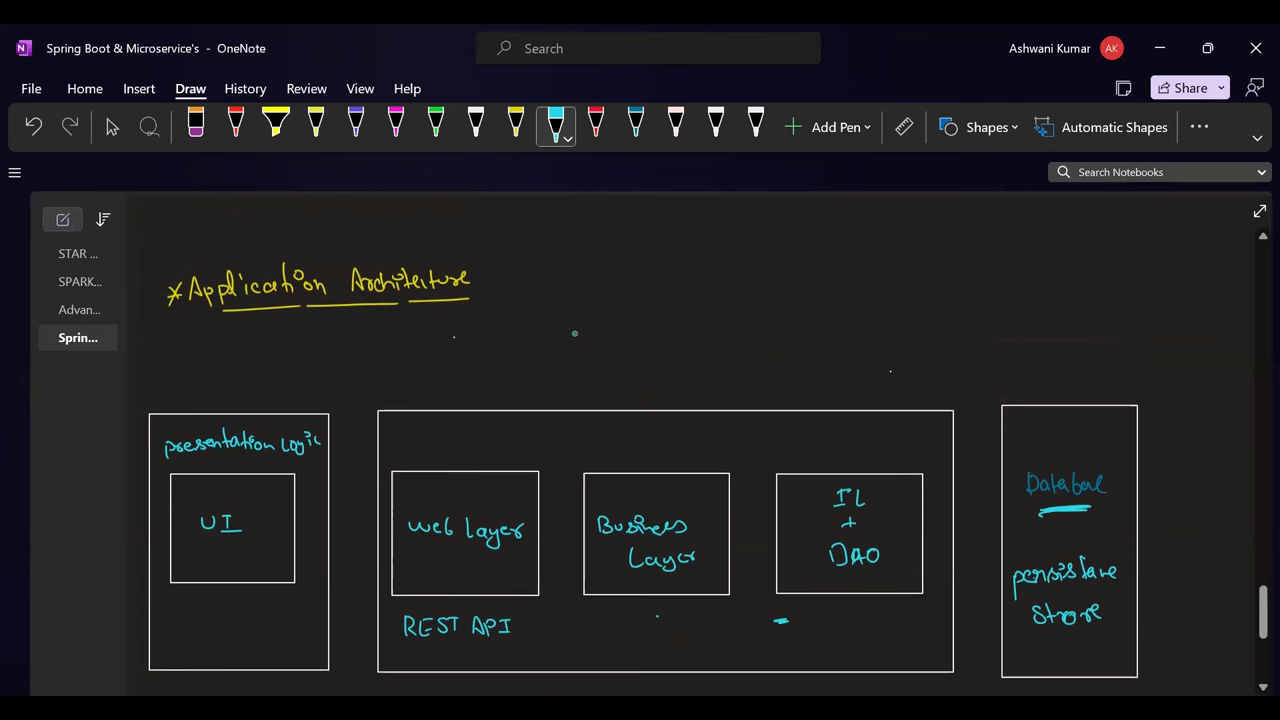 Spring Boot & Microservice's - OneNote
Search
Ashwani Kumar AK
File Home Insert Draw History Review View Help
Share
Add Pen
Shapes
Automatic Shapes
Search Notebooks
STAR ...
SPARK...
Advan...
Sprin...
*Application Architecture
presentation Logic
UI
Web Layer
REST API
Business
Layer
IL
+
DAO
Database
persistance
Strore